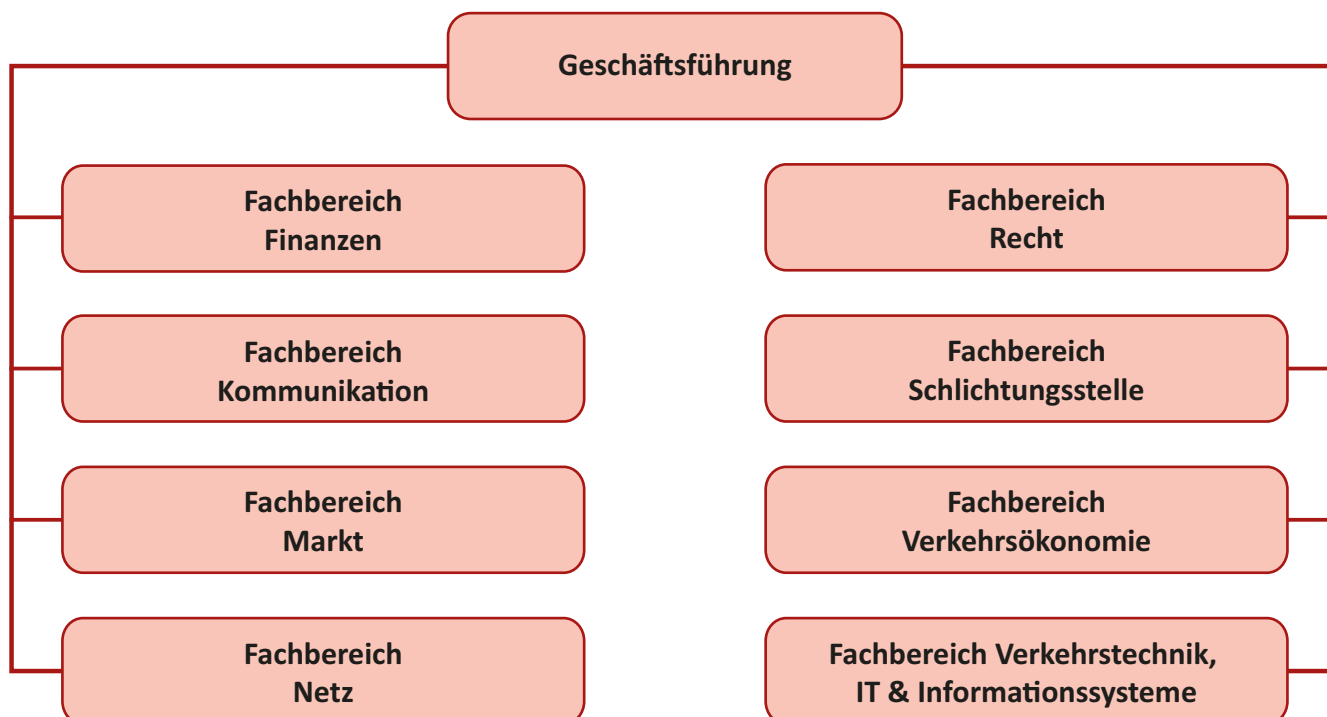 Geschäftsführung
Fachbereich
Finanzen
Fachbereich
Recht
Fachbereich
Kommunikation
Fachbereich
Schlichtungsstelle
Fachbereich
Markt
Fachbereich
Verkehrsökonomie
Fachbereich
Netz
Fachbereich Verkehrstechnik,
IT & Informationssysteme